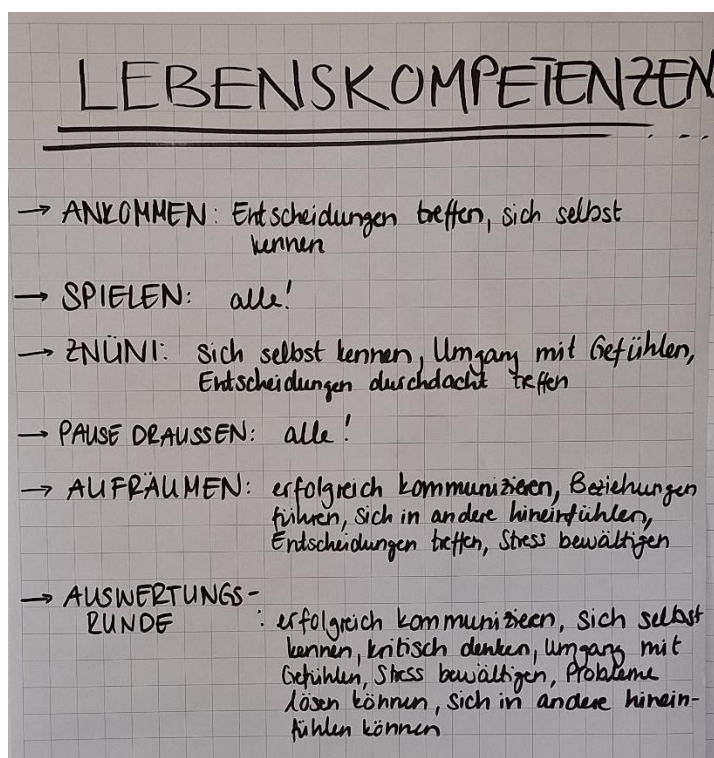 LEBENSKOMPETENZEN
...
→ ANKOMMEN: Entscheidungen treffen, sich selbst
kennen
→ SPIELEN: alle!
→ ZNÜNI: sich selbst kennen, Umgang mit Gefühlen,
Entscheidungen durchdacht treffen
→ PAUSE DRAUSSEN: alle!
→ AUFRÄUMEN: erfolgreich kommunizieren, Beziehungen
führen, sich in andere hineinfühlen,
Entscheidungen treffen, Stress bewältigen
→ AUSWERTUNGS-
RUNDE : erfolgreich kommunizieren, sich selbst
kennen, kritisch denken, Umgang mit
Gefühlen, Stress bewältigen, Probleme
lösen können, sich in andere hinein-
fühlen können